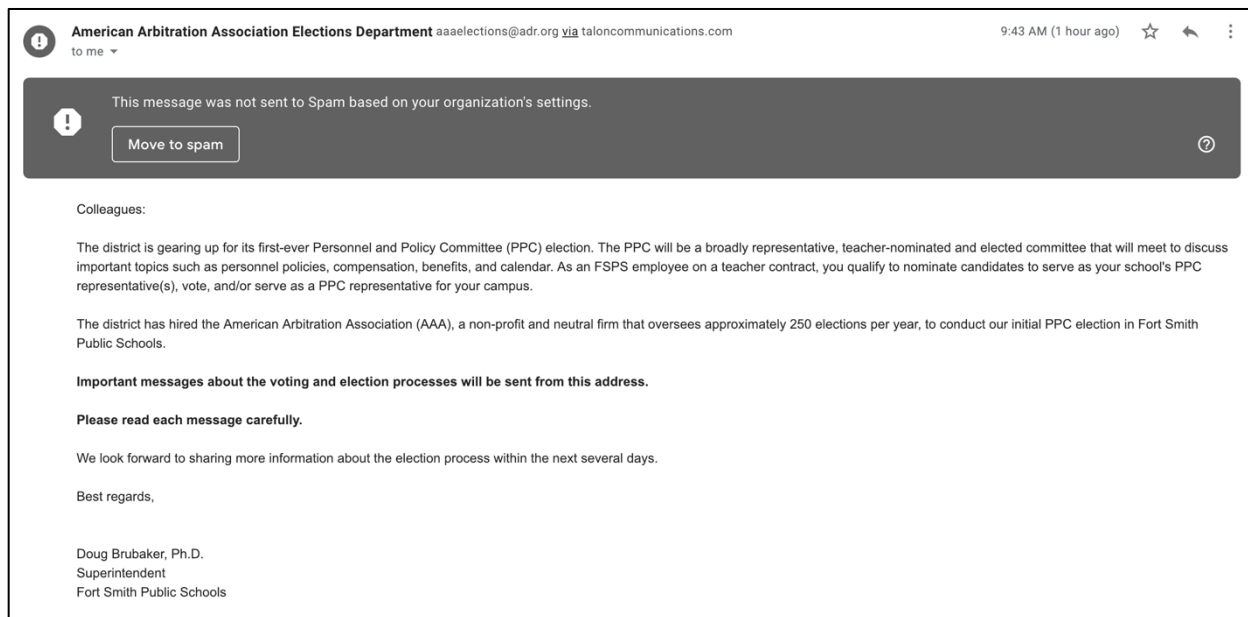 American Arbitration Association Elections Department aaaelections@adr.org via taloncommunications.com 9:43 AM (1 hour ago)
to me
This message was not sent to Spam based on your organization's settings.
Move to spam
Colleagues:
The district is gearing up for its first-ever Personnel and Policy Committee (PPC) election. The PPC will be a broadly representative, teacher-nominated and elected committee that will meet to discuss
important topics such as personnel policies, compensation, benefits, and calendar. As an FSPS employee on a teacher contract, you qualify to nominate candidates to serve as your school's PPC
representative(s), vote, and/or serve as a PPC representative for your campus.
The district has hired the American Arbitration Association (AAA), a non-profit and neutral firm that oversees approximately 250 elections per year, to conduct our initial PPC election in Fort Smith
Public Schools.
Important messages about the voting and election processes will be sent from this address.
Please read each message carefully.
We look forward to sharing more information about the election process within the next several days.
Best regards,
Doug Brubaker, Ph.D.
Superintendent
Fort Smith Public Schools